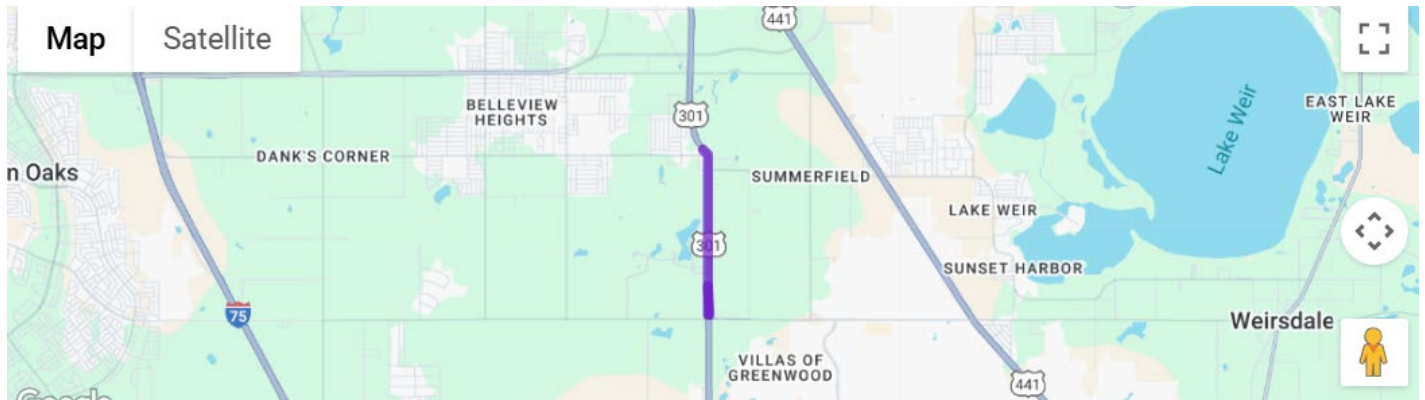 Map
Satellite
441
BELLEVIEW
HEIGHTS
301
EAST LAKE
WEIR
Lake Weir
DANK'S CORNER
n Oaks
SUMMERFIELD
LAKE WEIR
301
SUNSET HARBOR
75
Weirsdale
VILLAS OF
GREENWOOD
441
Google